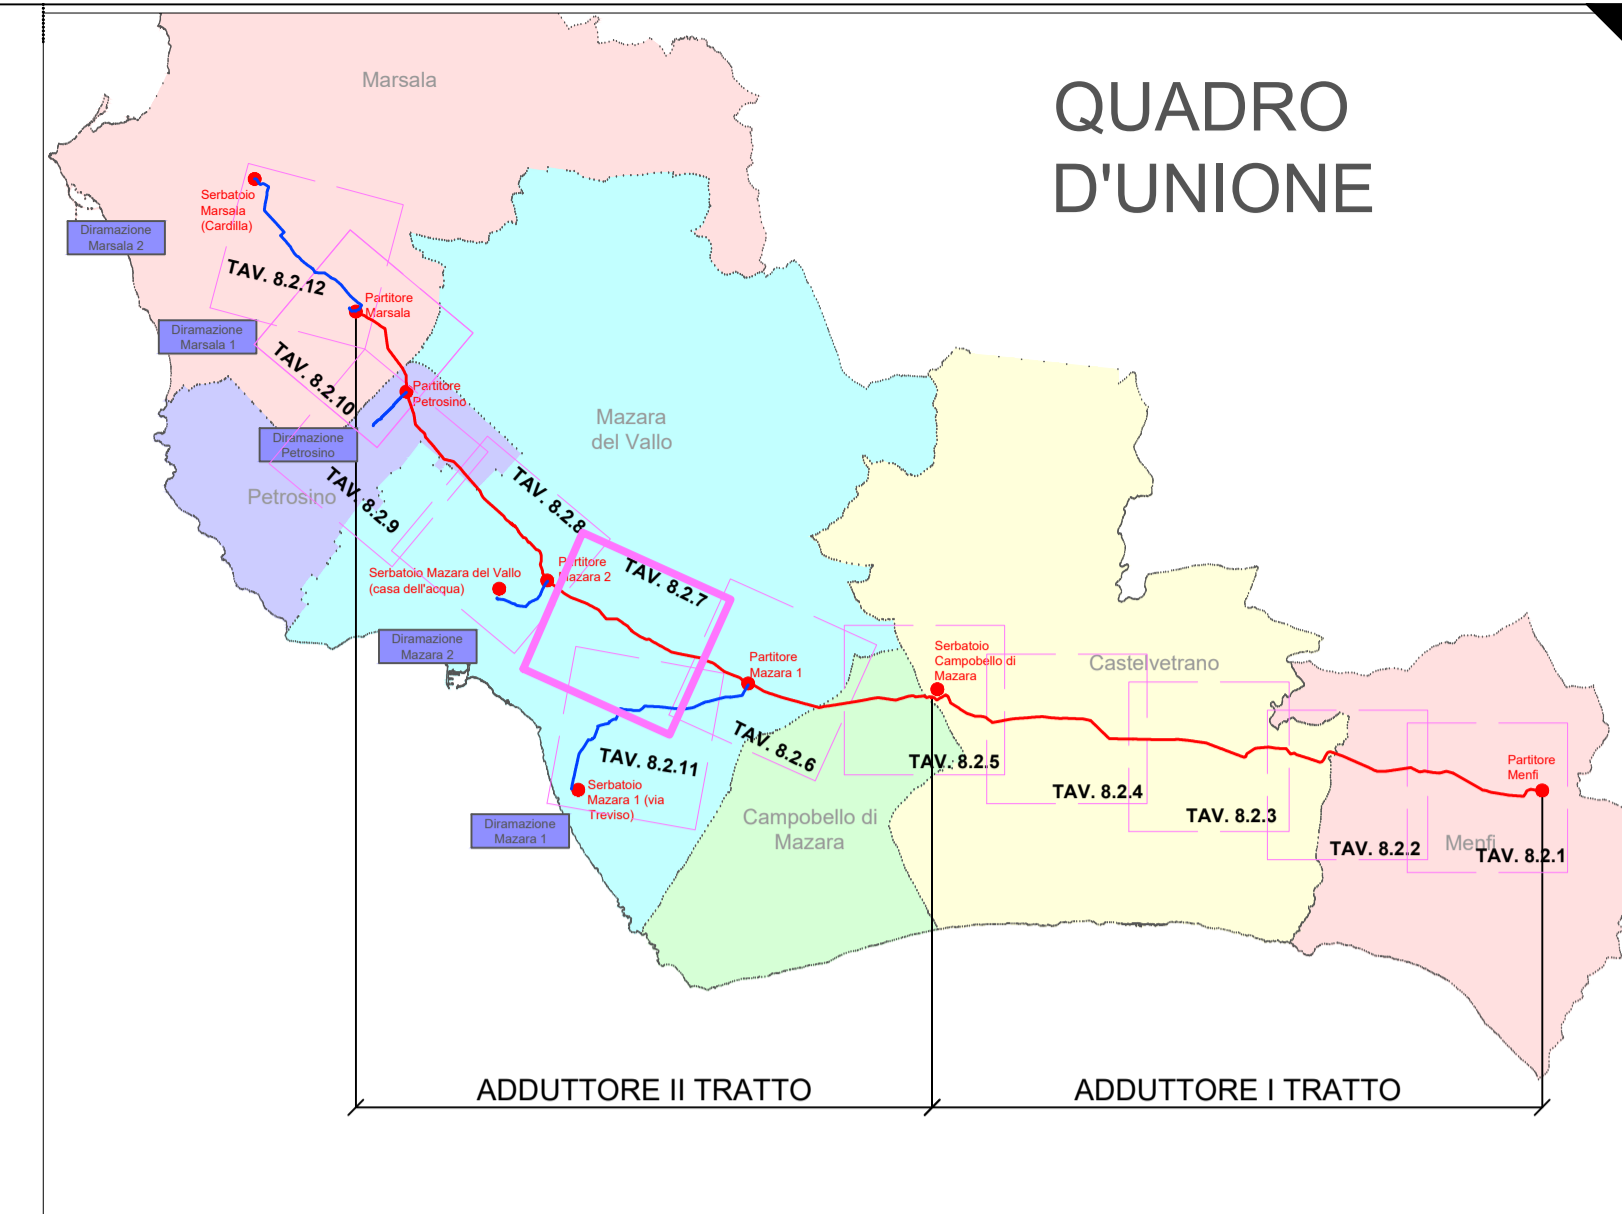 QUADRO
D'UNIONE
Marsala
Serbatoio
Marsala
(Cardilla)
Diramazione
Marsala 2
TAV. 8.2.12
Partitore
Marsala
Diramazione
Marsala 1
TAV. 8.2.10
Partitore
Petrosino
Mazara
del Vallo
Diramazione
Petrosino
Petrosino
TAV. 8.2.9
TAV. 8.2.8
Partitore
Mazara 2
TAV. 8.2.7
Serbatoio Mazara del Vallo
(casa dell'acqua)
Diramazione
Mazara 2
Partitore
Mazara 1
Serbatoio
Campobello di
Mazara
Castelvetrano
TAV. 8.2.6
TAV. 8.2.11
TAV. 8.2.5
TAV. 8.2.4
TAV. 8.2.3
TAV. 8.2.2
TAV. 8.2.1
Partitore
Menfi
Menfi
Serbatoio
Mazara 1 (via
Treviso)
Diramazione
Mazara 1
Campobello di
Mazara
ADDUTTORE II TRATTO
ADDUTTORE I TRATTO